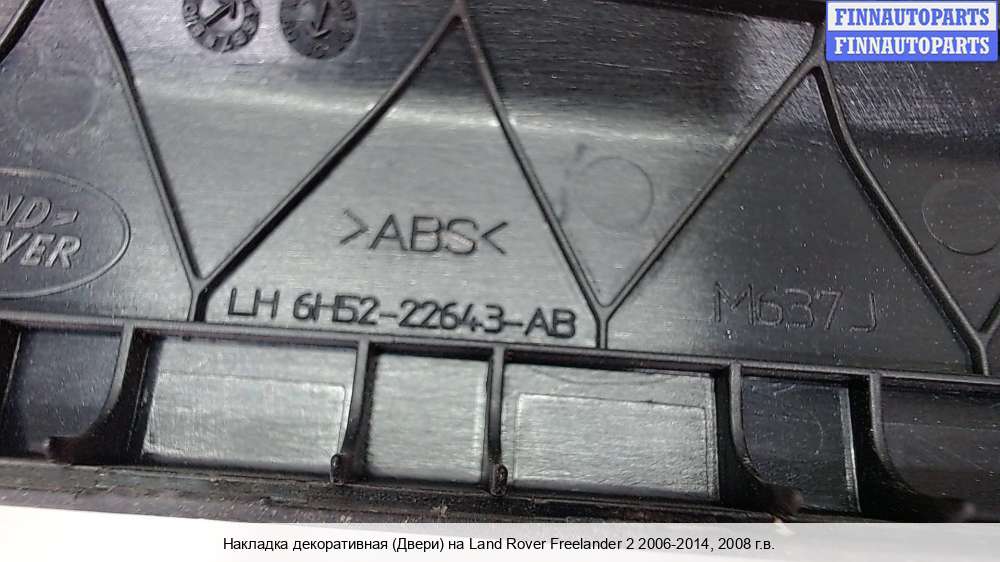 FINNAUTOPARTS
FINNAUTOPARTS
>ABS<
ND
VER
LH 6H52-22643-AB
M637J
Накладка декоративная (Двери) на Land Rover Freelander 2 2006-2014, 2008 г.в.